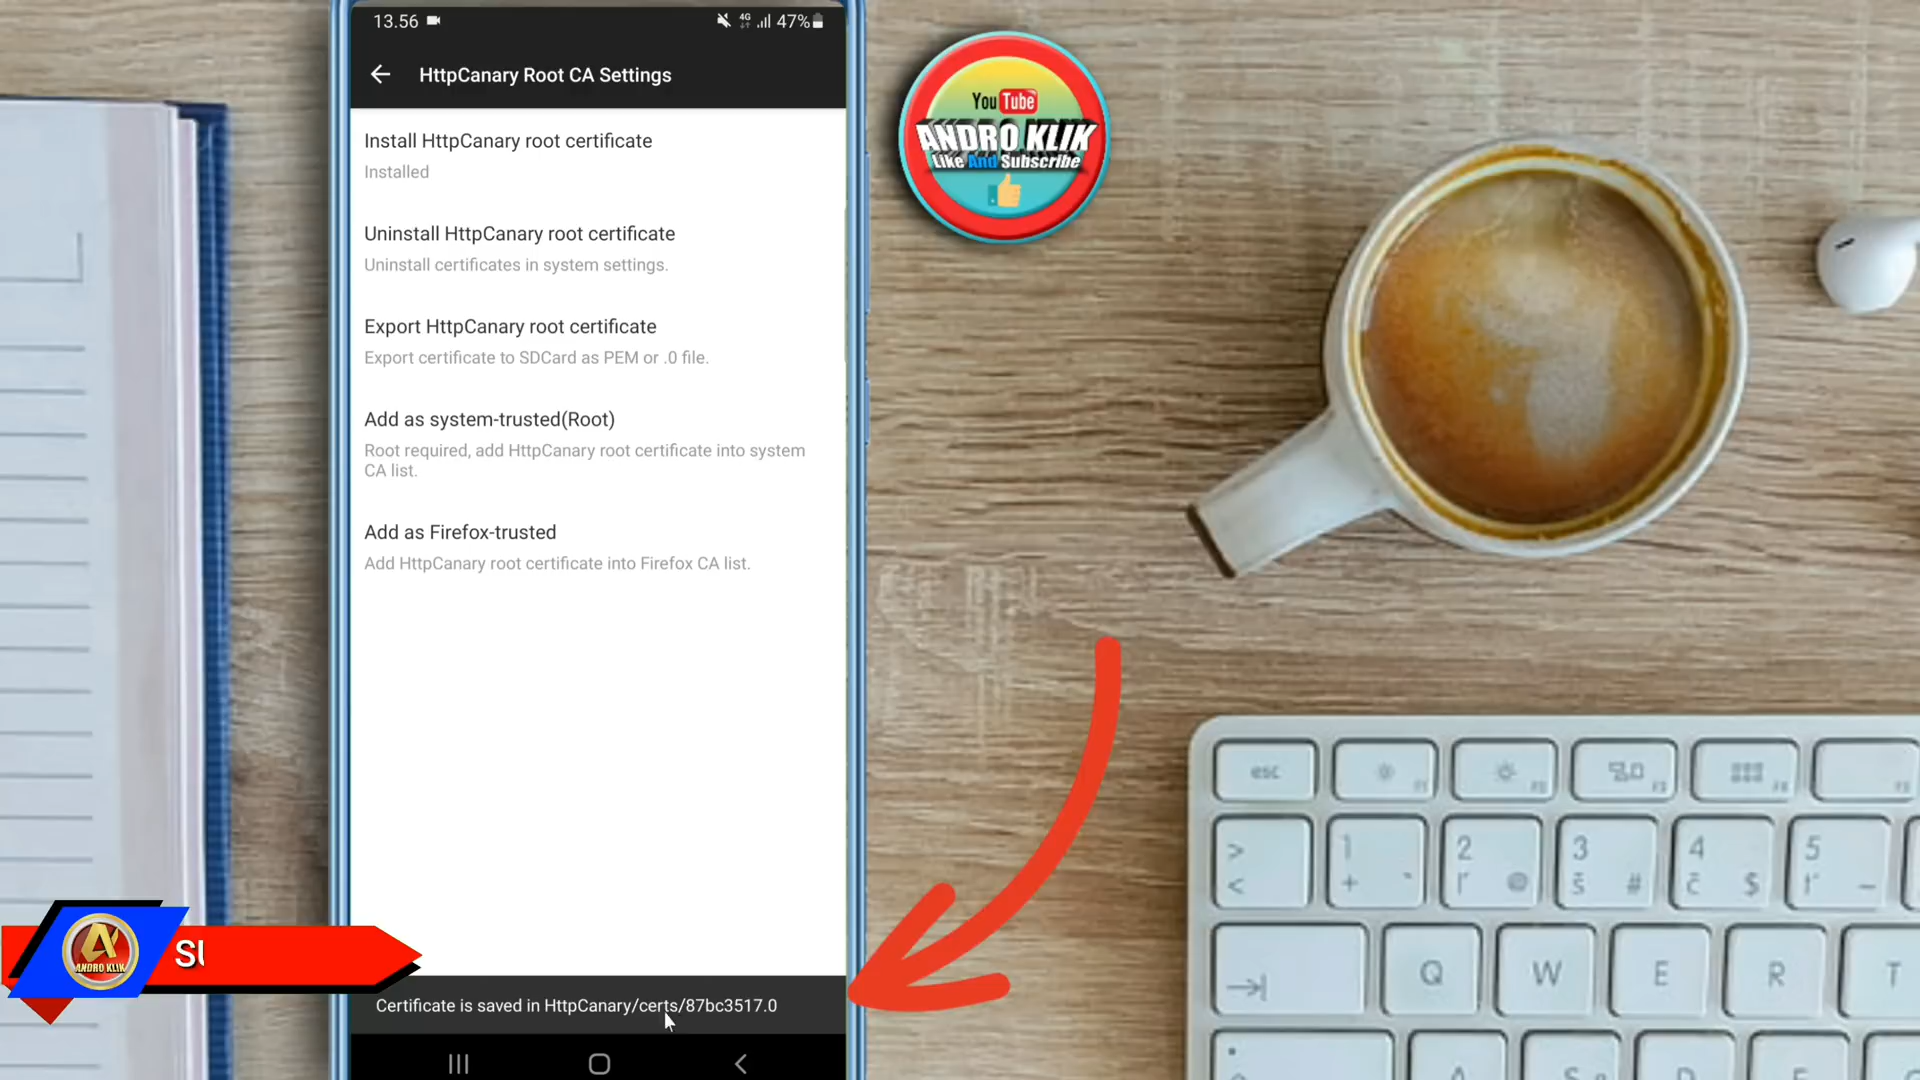 13.56
4G
47%
HttpCanary Root CA Settings
Install HttpCanary root certificate
Installed
Uninstall HttpCanary root certificate
Uninstall certificates in system settings.
Export HttpCanary root certificate
Export certificate to SDCard as PEM or .0 file.
Add as system-trusted(Root)
Root required, add HttpCanary root certificate into system
CA list.
Add as Firefox-trusted
Add HttpCanary root certificate into Firefox CA list.
Certificate is saved in HttpCanary/certs/87bc3517.0
YouTube
ANDRO KLIK
Like And Subscribe
ANDRO KLIK
SU
esc
> 1 2 3 4 5
< + ľ @ š # č $ ť
Q W E R T